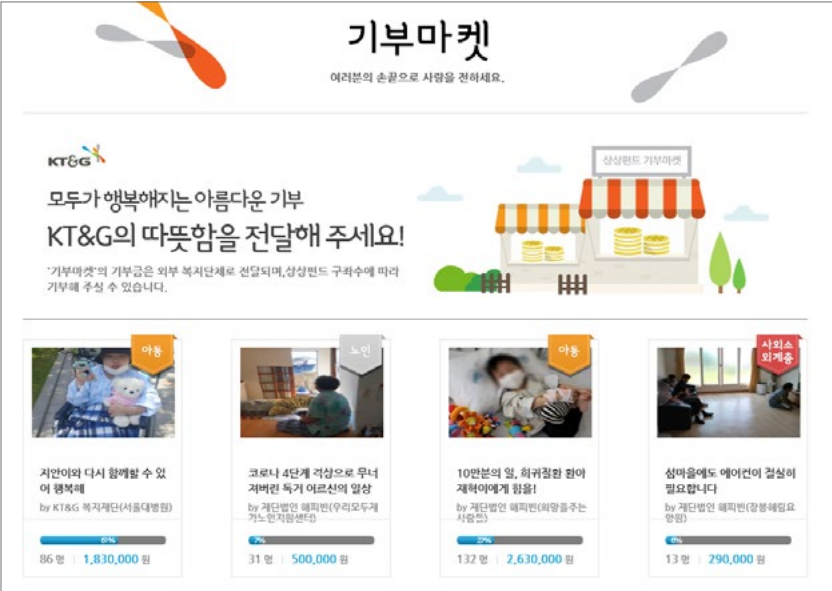 기부마켓
여러분의 손끝으로 사랑을 전하세요.
KT&G
상상펀드 기부마켓
모두가 행복해지는 아름다운 기부
KT&G의 따뜻함을 전달해 주세요!
'기부마켓'의 기부금은 외부 복지단체로 전달되며,상상펀드 구좌수에 따라
기부해 주실 수 있습니다.
아동
지안이와 다시 함께할 수 있
어 행복해
by KT&G 복지재단(서울대병원)
61%
86 명 | 1,830,000 원
노인
코로나 4단계 격상으로 무너
져버린 독거 어르신의 일상
by 재단법인 해피빈(우리모두재
가노인지원센터)
7%
31 명 | 500,000 원
아동
10만분의 일, 희귀질환 환아
재혁이에게 힘을!
by 재단법인 해피빈(희망을주는
사람들)
27%
132 명 | 2,630,000 원
사회소
외계층
섬마을에도 에어컨이 절실히
필요합니다
by 재단법인 해피빈(장봉혜림요
양원)
6%
13 명 | 290,000 원